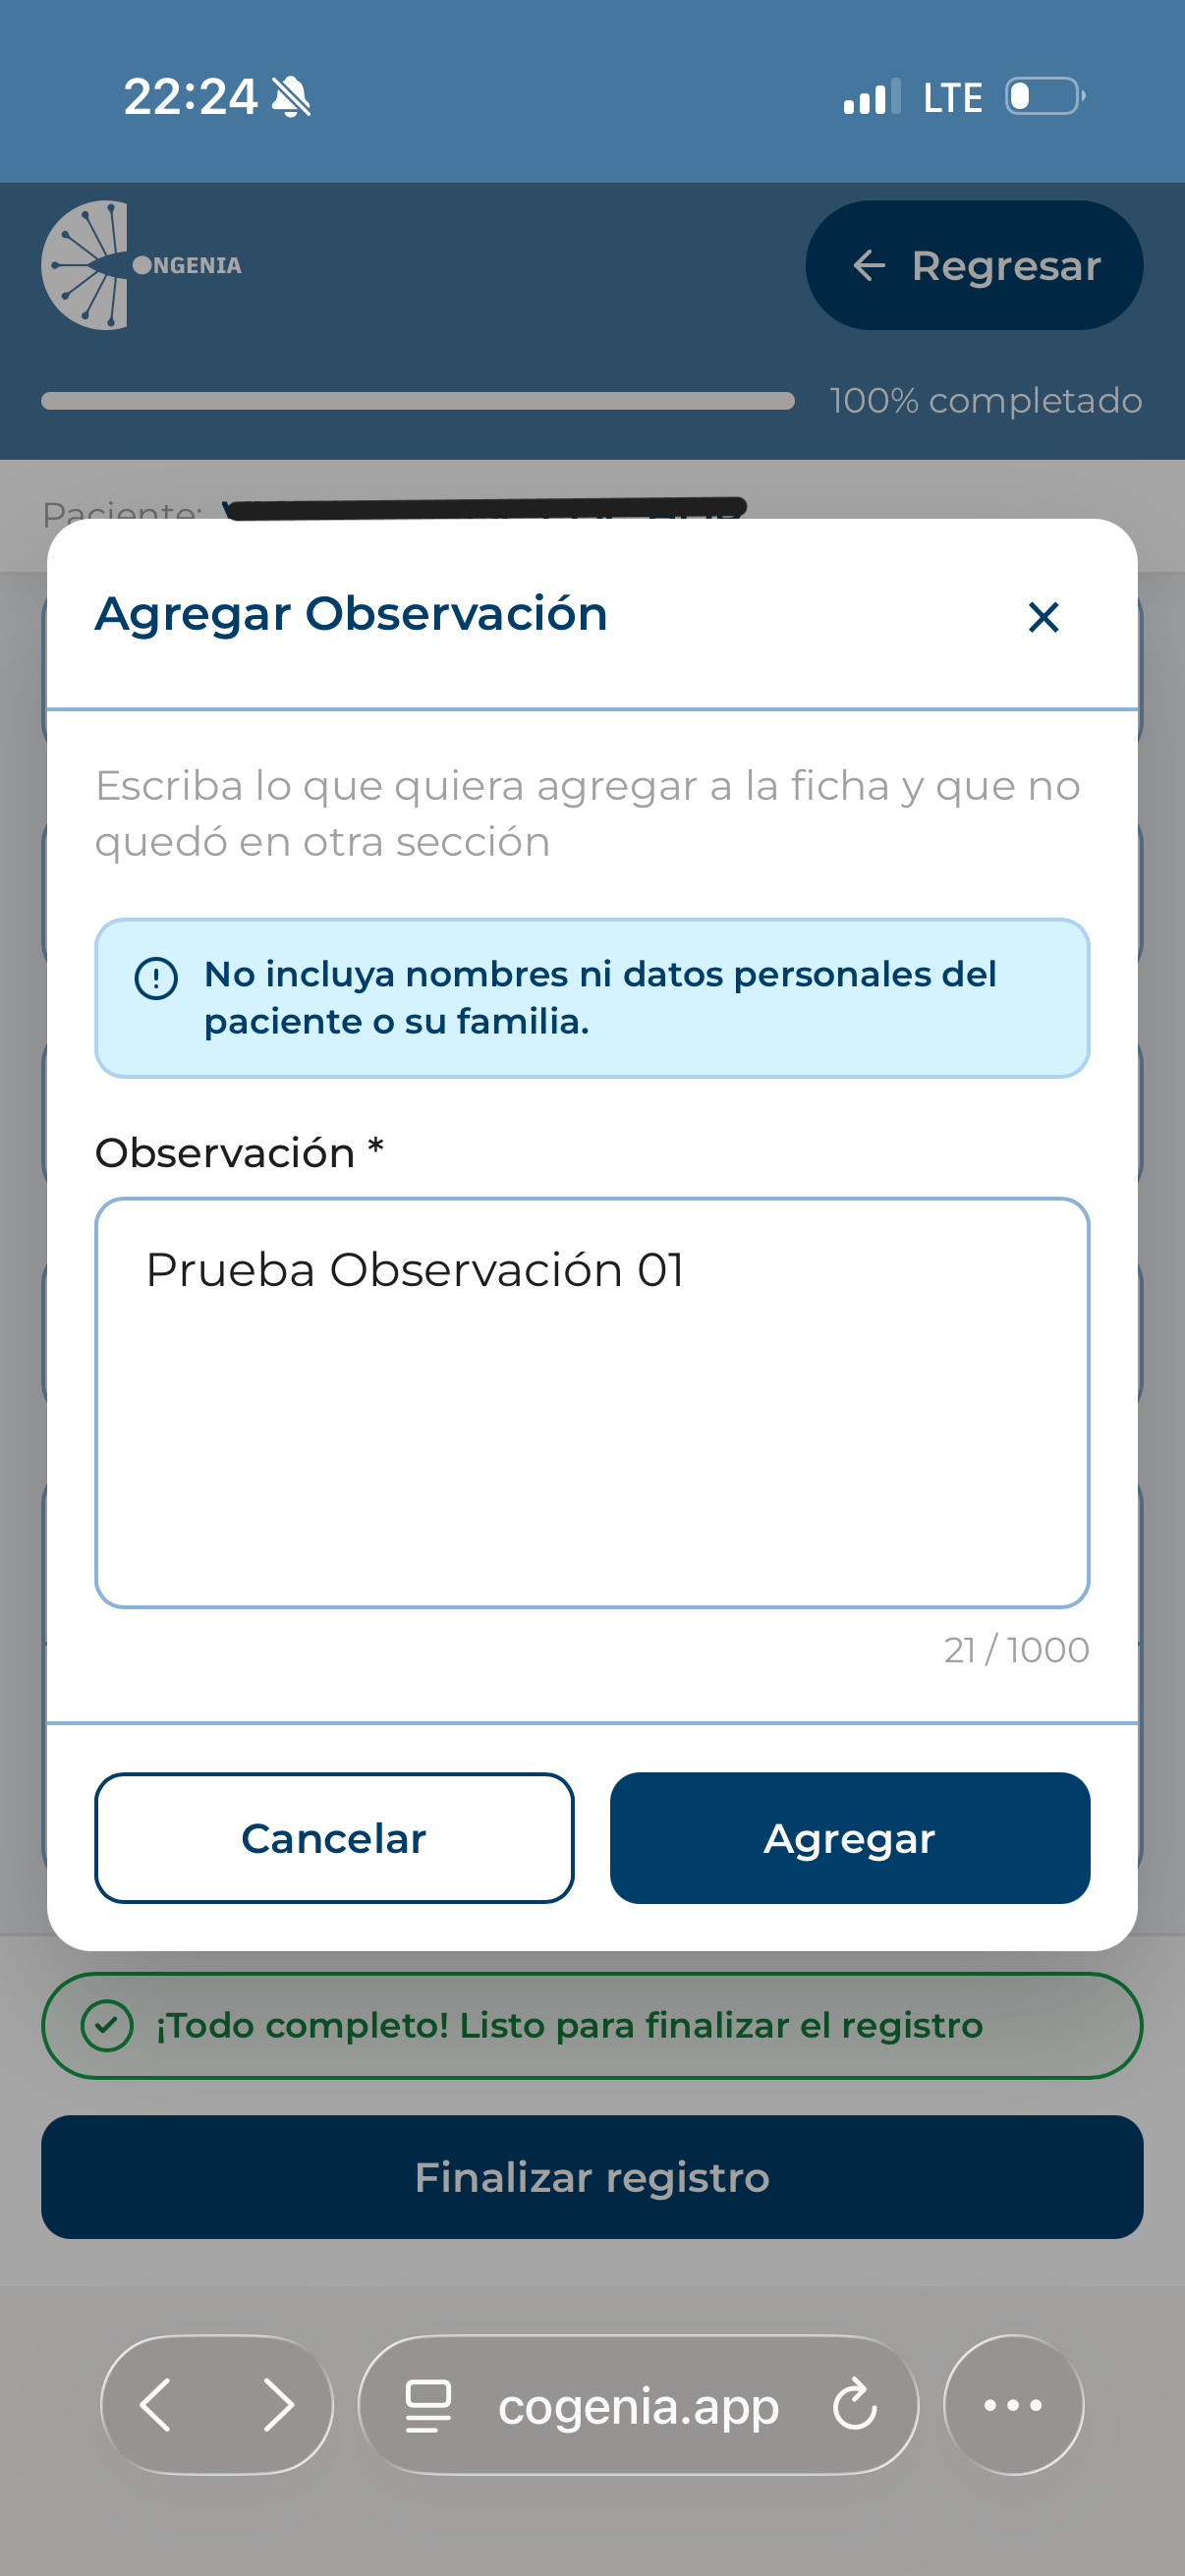 22:24
LTE
ONGENIA
← Regresar
100% completado
Paciente:
Agregar Observación
×
Escriba lo que quiera agregar a la ficha y que no
quedó en otra sección
No incluya nombres ni datos personales del
paciente o su familia.
Observación *
Prueba Observación 01
21 / 1000
Cancelar
Agregar
¡Todo completo! Listo para finalizar el registro
Finalizar registro
cogenia.app